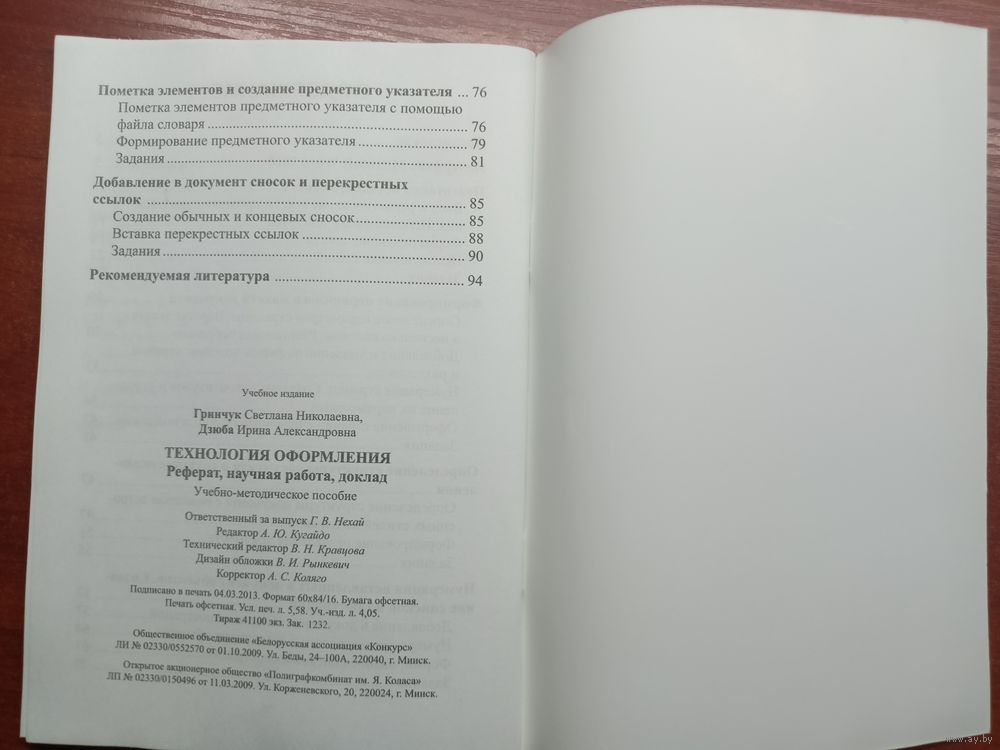 Пометка элементов и создание предметного указателя ... 76
Пометка элементов предметного указателя с помощью
файла словаря ........ 76
Формирование предметного указателя ........ 79
Задания ........ 81
Добавление в документ сносок и перекрестных
ссылок ........ 85
Создание обычных и концевых сносок........ 85
Вставка перекрестных ссылок ........ 88
Задания ........ 90
Рекомендуемая литература ........ 94
Учебное издание
Гринчук Светлана Николаевна,
Дзюба Ирина Александровна
ТЕХНОЛОГИЯ ОФОРМЛЕНИЯ
Реферат, научная работа, доклад
Учебно-методическое пособие
Ответственный за выпуск Г. В. Нехай
Редактор А. Ю. Кугайдо
Технический редактор В. Н. Кравцова
Дизайн обложки В. И. Рынкевич
Корректор А. С. Коляго
Подписано в печать 04.03.2013. Формат 60х84/16. Бумага офсетная.
Печать офсетная. Усл. печ. л. 5,58. Уч.-изд. л. 4,05.
Тираж 41100 экз. Зак. 1232.
Общественное объединение «Белорусская ассоциация «Конкурс»
ЛИ № 02330/0552570 от 01.10.2009. Ул. Беды, 24–100А, 220040, г. Минск.
Открытое акционерное общество «Полиграфкомбинат им. Я. Коласа»
ЛП № 02330/0150496 от 11.03.2009. Ул. Корженевского, 20, 220024, г. Минск.
www.ay.by